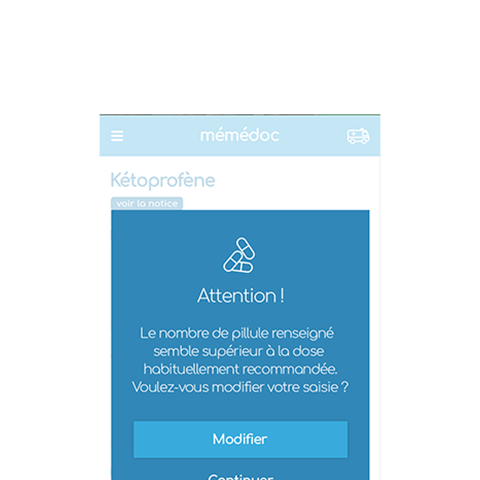 mémédoc
Kétoprofène
voir la notice
Attention !
Le nombre de pillule renseigné
semble supérieur à la dose
habituellement recommandée.
Voulez-vous modifier votre saisie ?
Modifier
Continuer